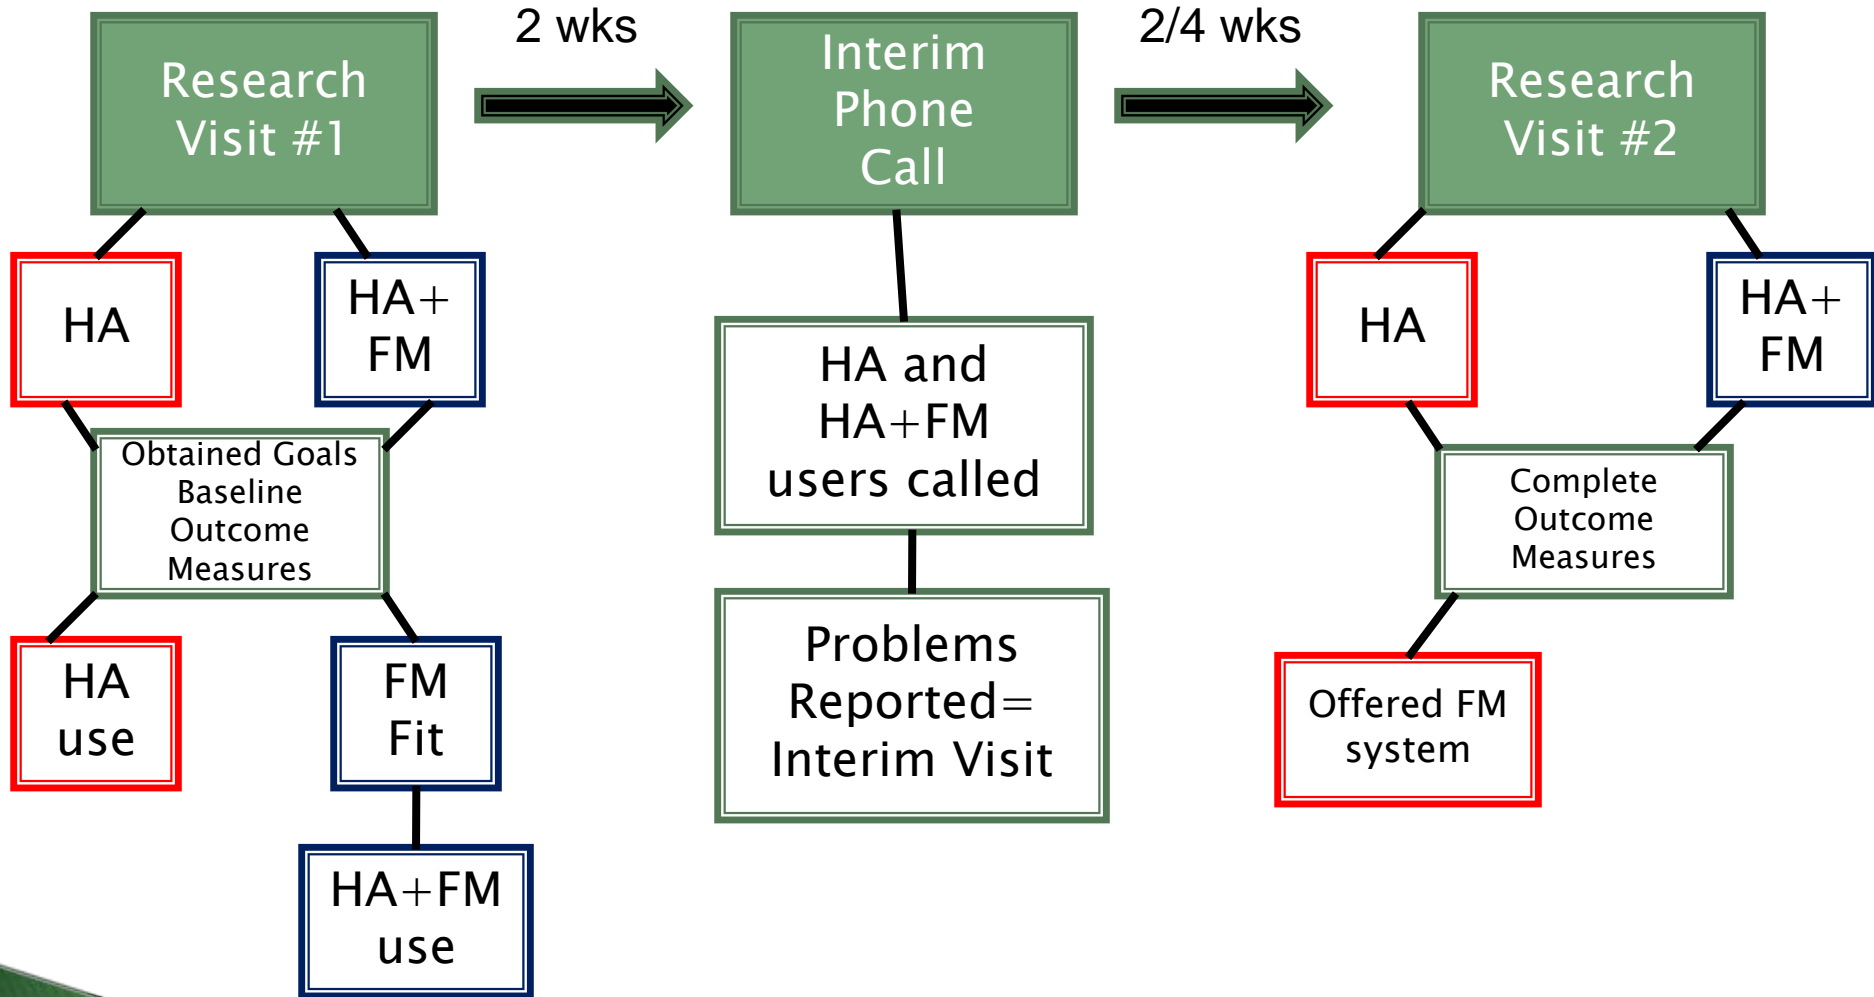 Research
Visit #1
2 wks
Interim
Phone
Call
2/4 wks
Research
Visit #2
HA
HA+
FM
Obtained Goals
Baseline
Outcome
Measures
HA
use
FM
Fit
HA+FM
use
HA and
HA+FM
users called
Problems
Reported=
Interim Visit
HA
HA+
FM
Complete
Outcome
Measures
Offered FM
system